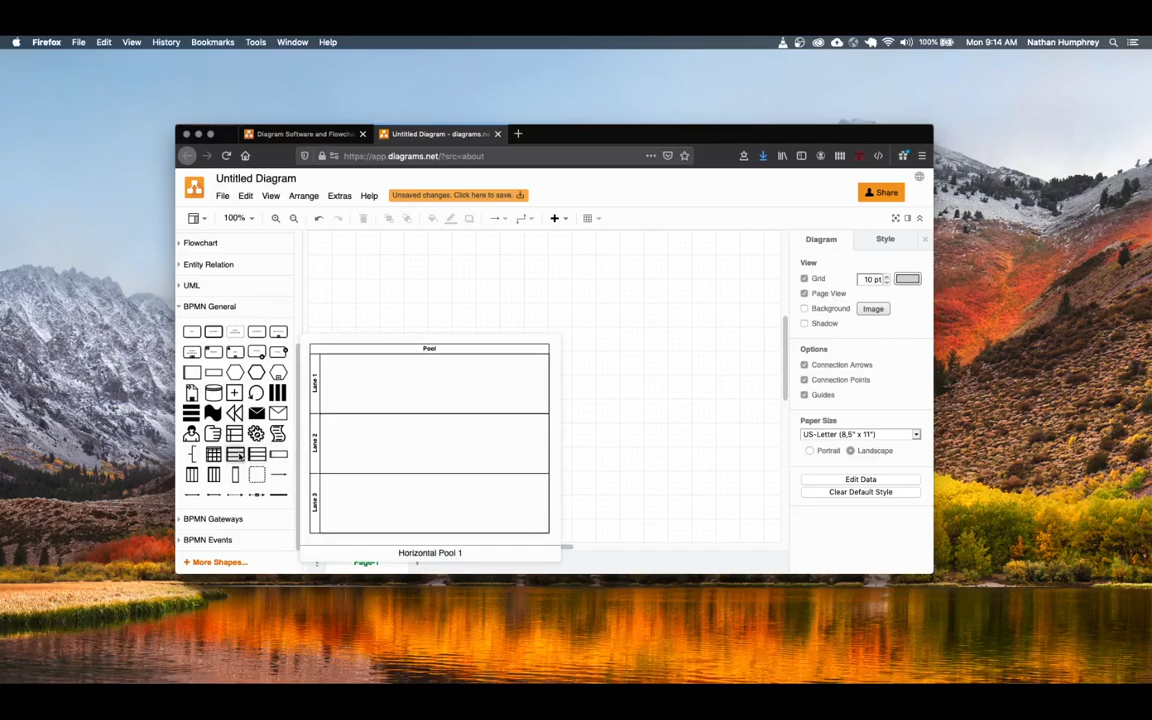 Firefox File Edit View History Bookmarks Tools Window Help
100% Mon 9:14 AM Nathan Humphrey
Diagram Software and Flowcha
Untitled Diagram - diagrams.ne
https://app.diagrams.net/?src=about
Untitled Diagram
File Edit View Arrange Extras Help
Unsaved changes. Click here to save.
Share
100%
Flowchart
Entity Relation
UML
BPMN General
BPMN Gateways
BPMN Events
+ More Shapes...
Pool
Lane 1
Lane 2
Lane 3
Horizontal Pool 1
Page-1
Diagram Style
View
Grid 10 pt
Page View
Background Image
Shadow
Options
Connection Arrows
Connection Points
Guides
Paper Size
US-Letter (8,5" x 11")
Portrait Landscape
Edit Data
Clear Default Style